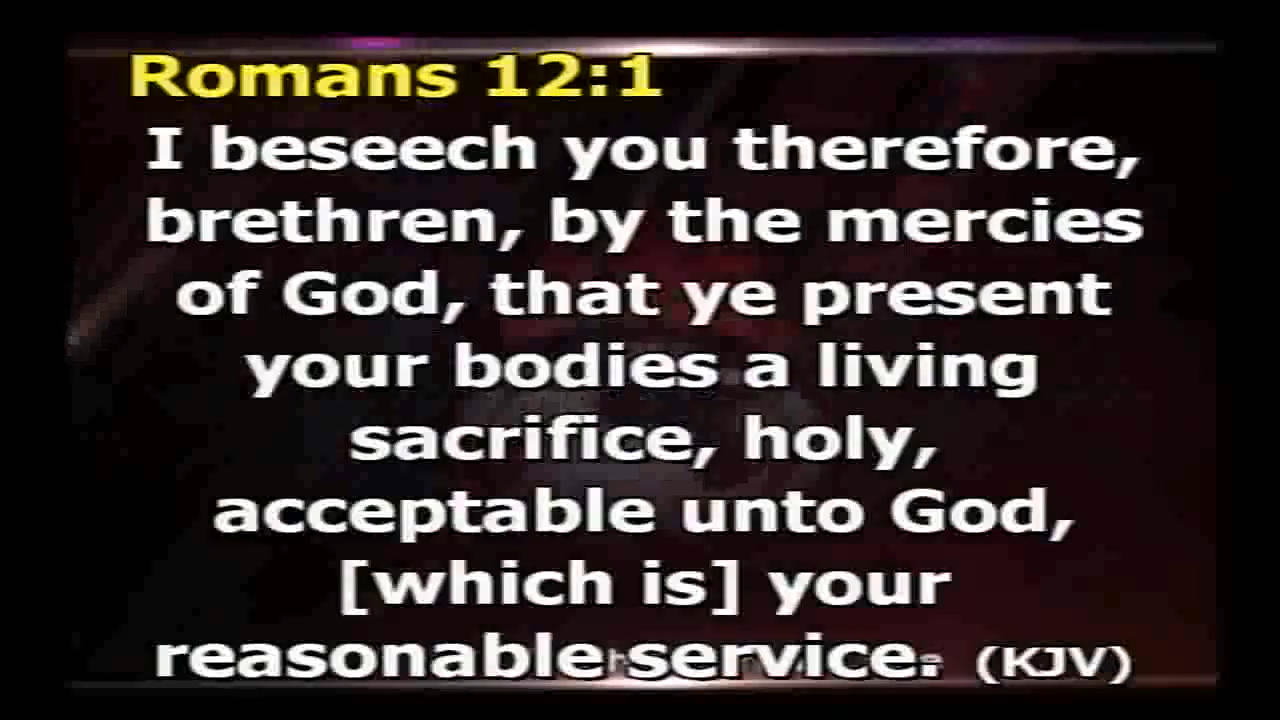 Romans 12:1
I beseech you therefore,
brethren, by the mercies
of God, that ye present
your bodies a living
sacrifice, holy,
acceptable unto God,
[which is] your
reasonable service. (KJV)